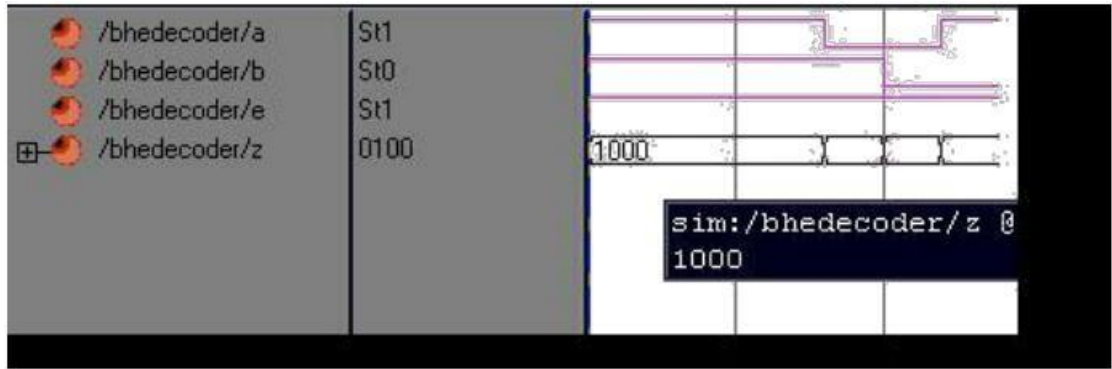 /bhedecoder/a St1
/bhedecoder/b St0
/bhedecoder/e St1
/bhedecoder/z 0100 1000
sim:/bhedecoder/z @
1000